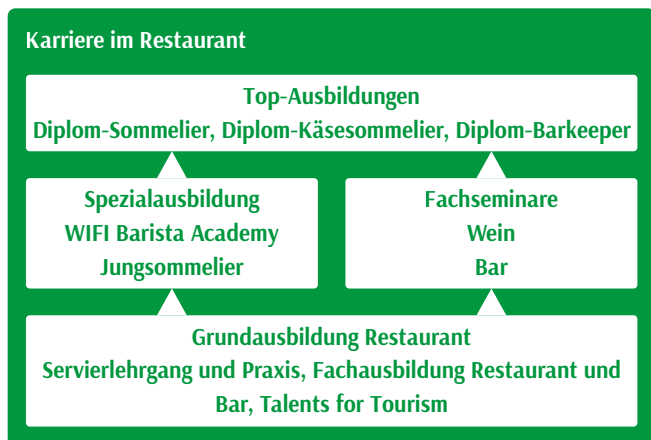 Karriere im Restaurant
Top-Ausbildungen
Diplom-Sommelier, Diplom-Käsesommelier, Diplom-Barkeeper
Spezialausbildung
WIFI Barista Academy
Jungsommelier
Fachseminare
Wein
Bar
Grundausbildung Restaurant
Servierlehrgang und Praxis, Fachausbildung Restaurant und
Bar, Talents for Tourism